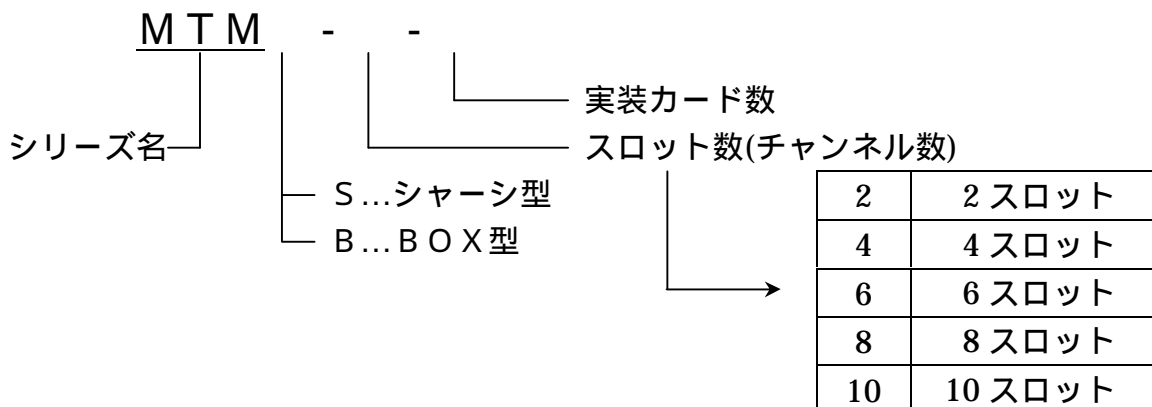 ＭＴＭ - -
実装カード数
シリーズ名
スロット数(チャンネル数)
Ｓ…シャーシ型
Ｂ…ＢＯＸ型
2 2 スロット
4 4 スロット
6 6 スロット
8 8 スロット
10 10 スロット